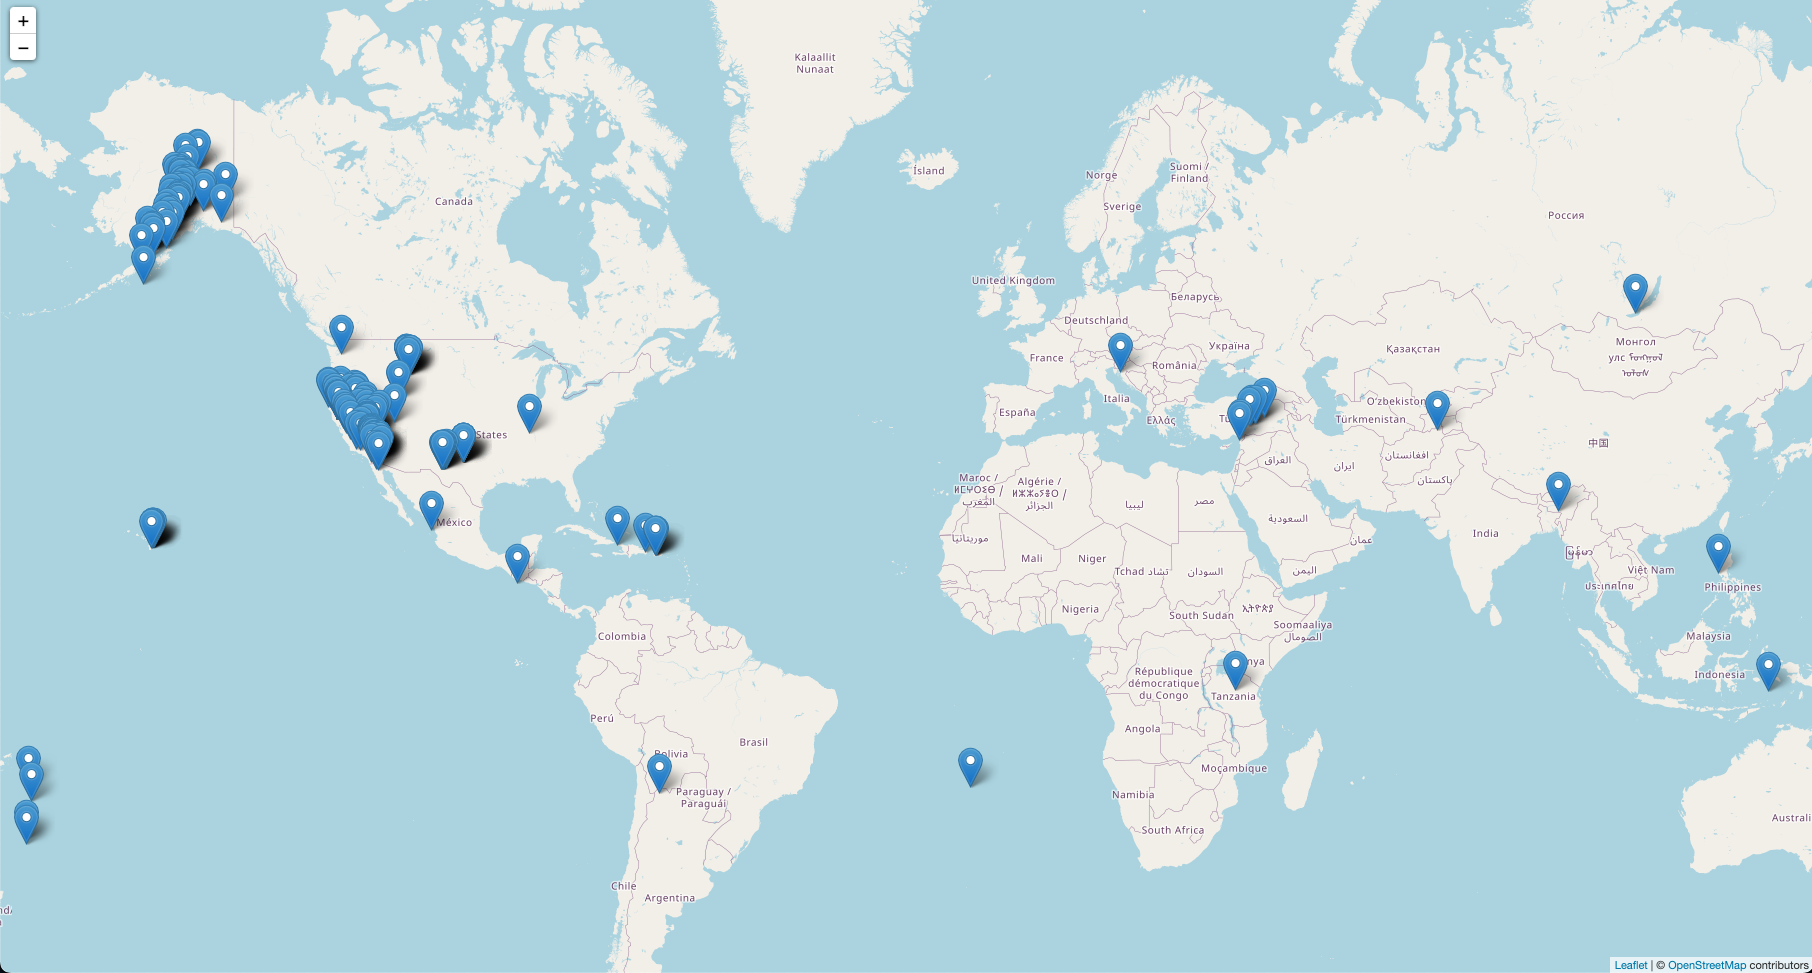 +
−
Kalaallit
Nunaat
Ísland
Norge
Suomi /
Finland
Sverige
Canada
Россия
United Kingdom
Беларусь
Deutschland
Україна
France
România
Қазақстан
Монгол
улс
Italia
España
Ελλάς
O‘zbekiston
Türkmenistan
States
中国
العراق
ایران
افغانستان
پاکستان
Maroc /
ⵍⵎⵖⵔⵉⴱ /
المغرب
Algérie /
ⵍⵣⵣⴰⵢⴻⵔ /
الجزائر
ليبيا
مصر
السعودية
عمان
India
México
موريتانيا
Mali
Niger
Tchad تشاد
السودان
اليمن
မြန်မာ
Việt Nam
ประเทศไทย
Philippines
Nigeria
South Sudan
ኢትዮጵያ
Soomaaliya
الصومال
Colombia
Malaysia
République
démocratique
du Congo
Tanzania
Indonesia
Perú
Angola
Brasil
Bolivia
Moçambique
Paraguay /
Paraguái
Namibia
South Africa
Australi
Chile
Argentina
Leaflet | © OpenStreetMap contributors